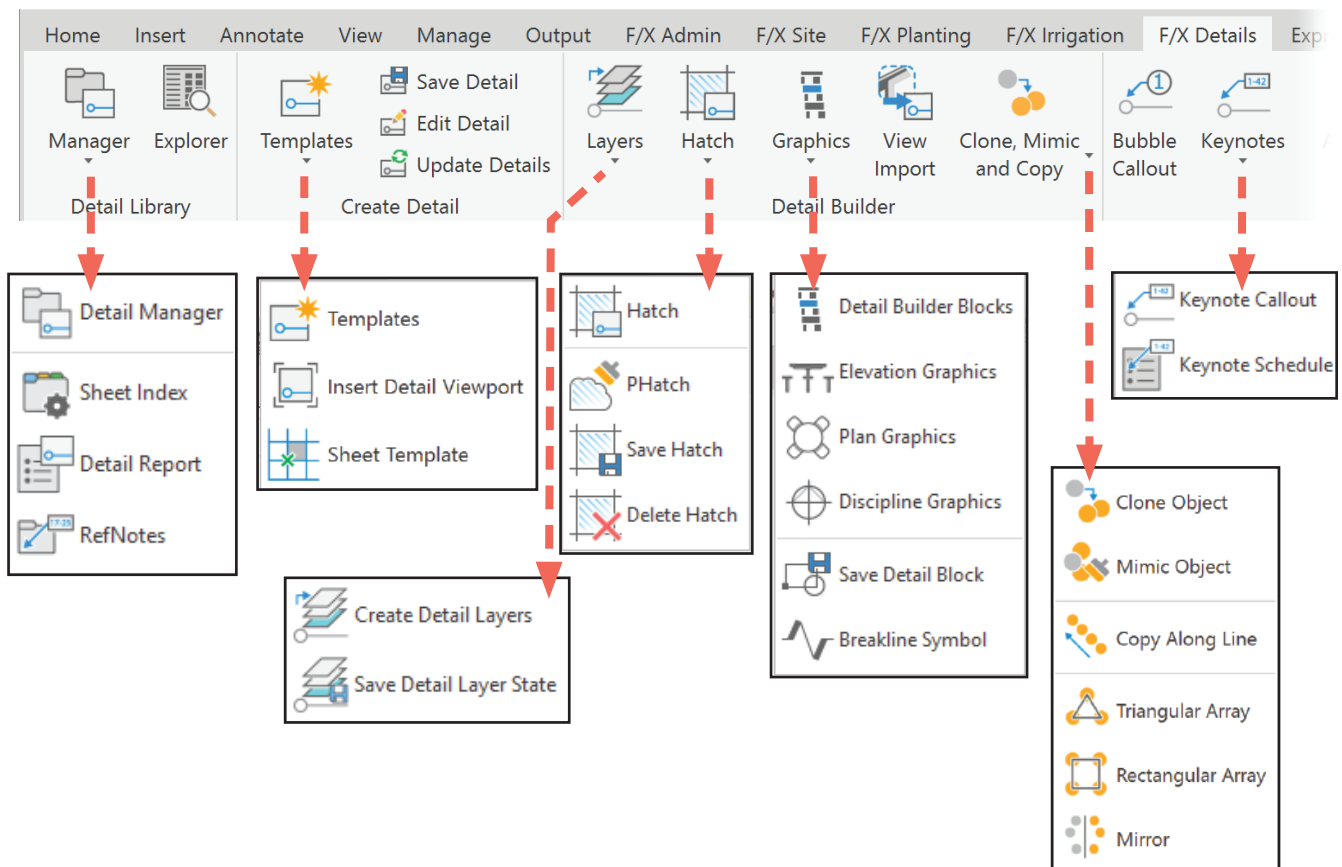 Home Insert Annotate View Manage Output F/X Admin F/X Site F/X Planting F/X Irrigation F/X Details
Manager Explorer Templates Save Detail
Edit Detail
Update Details
Layers Hatch Graphics View Import Clone, Mimic and Copy Bubble Callout 1 Keynotes 1-42
Detail Library Create Detail Detail Builder
Detail Manager
Sheet Index
Detail Report
RefNotes
17-25
Templates
Insert Detail Viewport
Sheet Template
Create Detail Layers
Save Detail Layer State
Hatch
PHatch
Save Hatch
Delete Hatch
Detail Builder Blocks
Elevation Graphics
Plan Graphics
Discipline Graphics
Save Detail Block
Breakline Symbol
Keynote Callout
1-42
Keynote Schedule
1-42
Clone Object
Mimic Object
Copy Along Line
Triangular Array
Rectangular Array
Mirror